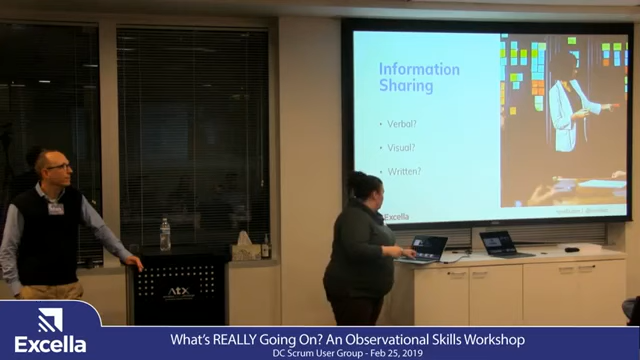 Information
Sharing
• Verbal?
• Visual?
• Written?
Excella
Atx
Excella
What's REALLY Going On? An Observational Skills Workshop
DC Scrum User Group - Feb 25, 2019